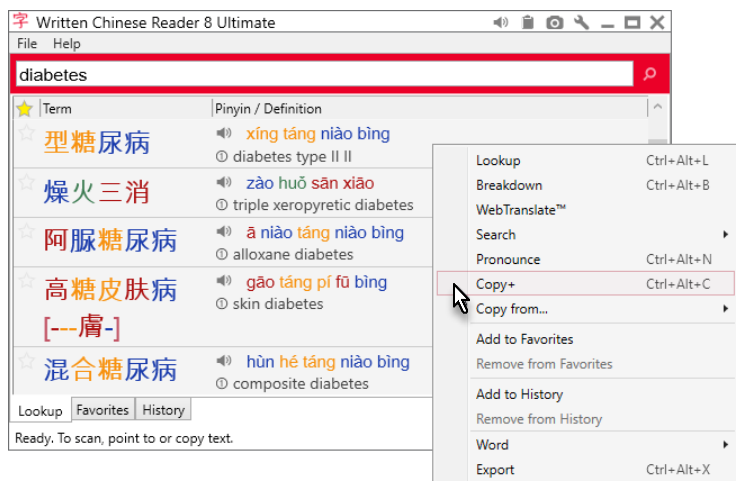 字 Written Chinese Reader 8 Ultimate
File Help
diabetes
Term Pinyin / Definition
型糖尿病 xíng táng niào bìng
① diabetes type II II
燥火三消 zào huǒ sān xiāo
① triple xeropyretic diabetes
阿脲糖尿病 ā niào táng niào bìng
① alloxane diabetes
高糖皮肤病 gāo táng pí fū bìng
[---膚-] ① skin diabetes
混合糖尿病 hùn hé táng niào bìng
① composite diabetes
Lookup Favorites History
Ready. To scan, point to or copy text.
Lookup Ctrl+Alt+L
Breakdown Ctrl+Alt+B
WebTranslate™
Search
Pronounce Ctrl+Alt+N
Copy+ Ctrl+Alt+C
Copy from...
Add to Favorites
Remove from Favorites
Add to History
Remove from History
Word
Export Ctrl+Alt+X